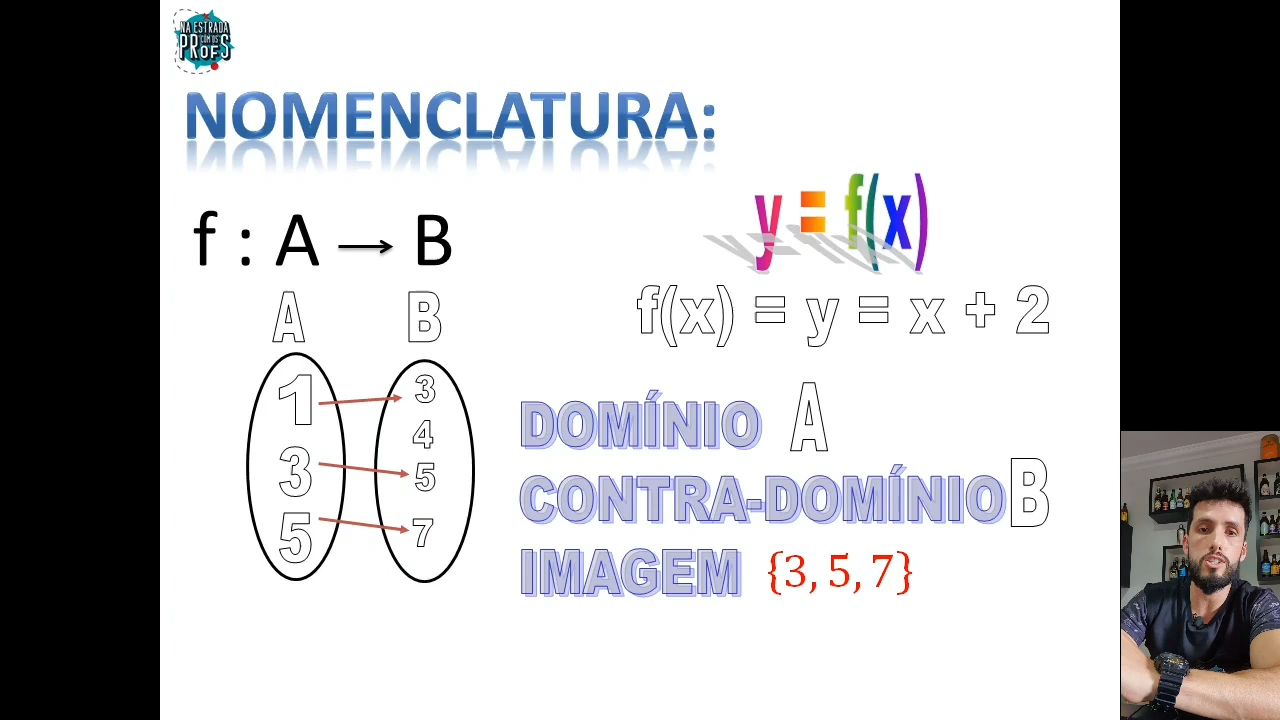 NA ESTRADA
COM OS
PROFS
NOMENCLATURA:
f : A → B
y = f(x)
f(x) = y = x + 2
A B
1 3
4
3 5
5 7
DOMÍNIO A
CONTRA-DOMÍNIO B
IMAGEM {3, 5, 7}